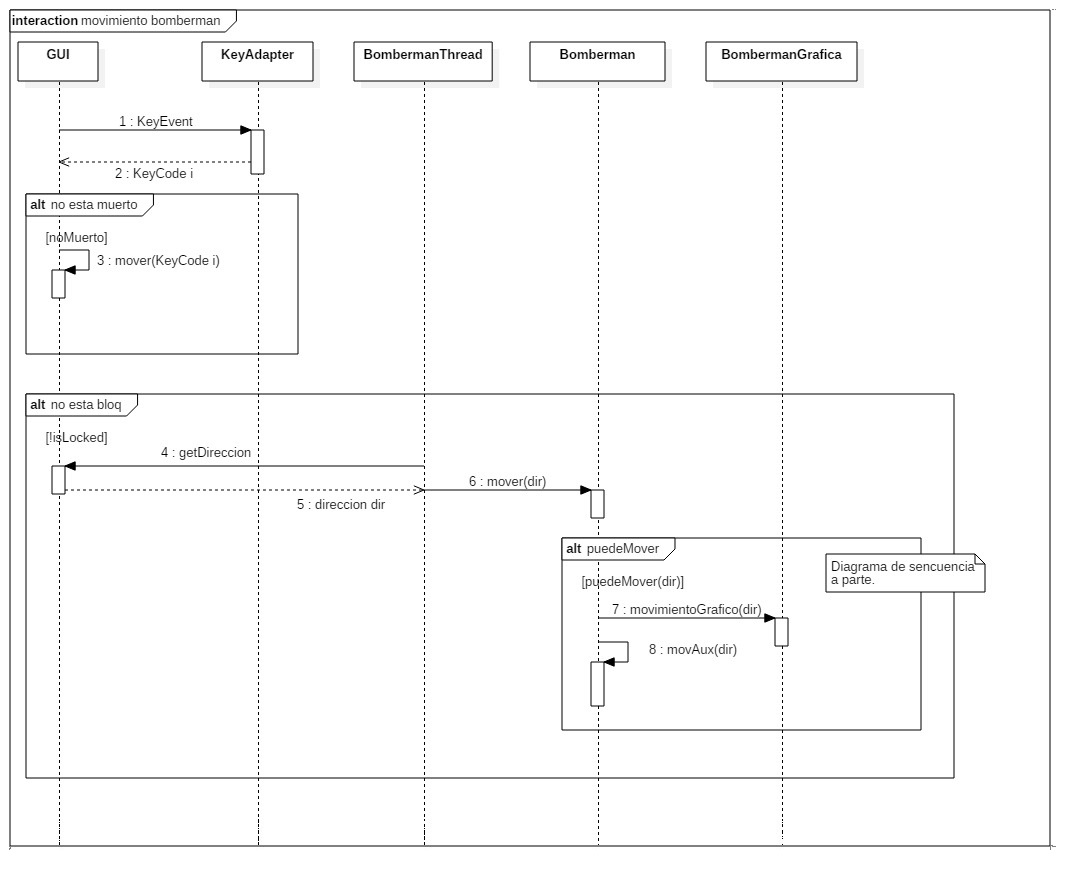 interaction movimiento bomberman
GUI
KeyAdapter
BombermanThread
Bomberman
BombermanGrafica
1 : KeyEvent
2 : KeyCode i
alt no esta muerto
[noMuerto]
3 : mover(KeyCode i)
alt no esta bloq
[!isLocked]
4 : getDireccion
5 : direccion dir
6 : mover(dir)
alt puedeMover
[puedeMover(dir)]
Diagrama de sencuencia
a parte.
7 : movimientoGrafico(dir)
8 : movAux(dir)